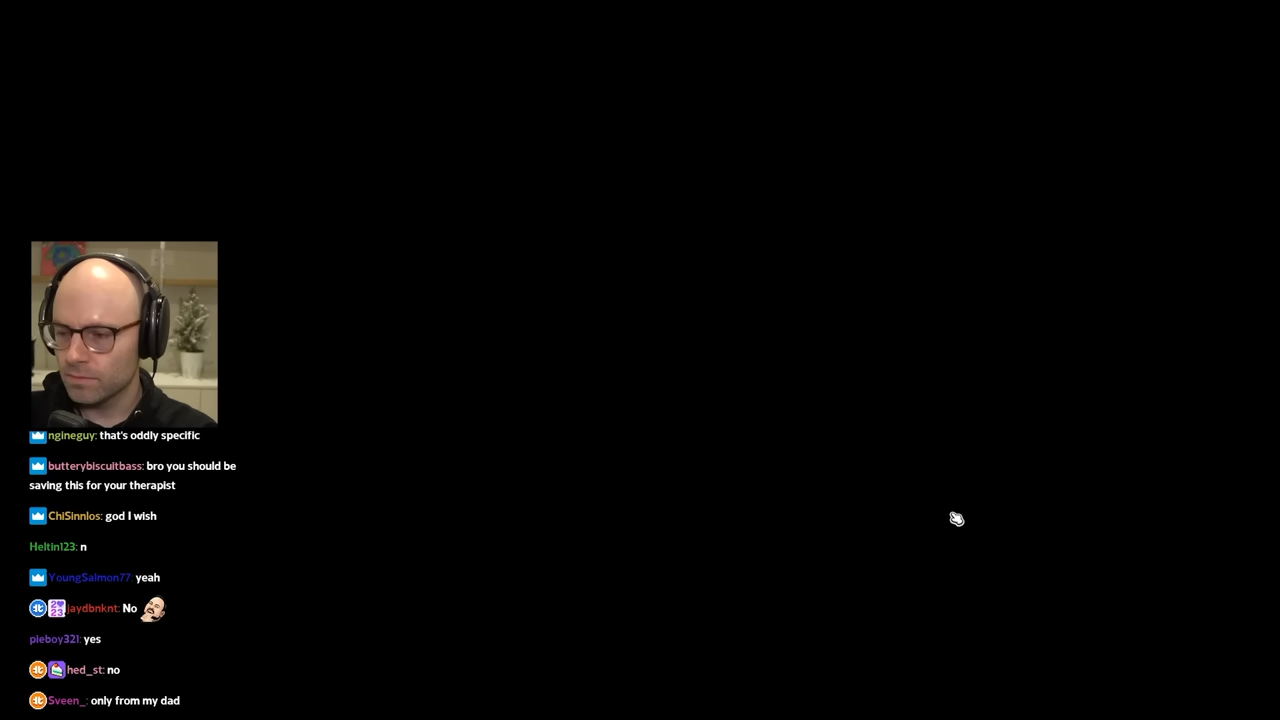 ngineguy: that's oddly specific
butterybiscuitbass: bro you should be
saving this for your therapist
ChiSinnlos: god I wish
Heltin123: n
YoungSalmon77: yeah
jaydbnknt: No
pieboy321: yes
hed_st: no
Sveen_: only from my dad